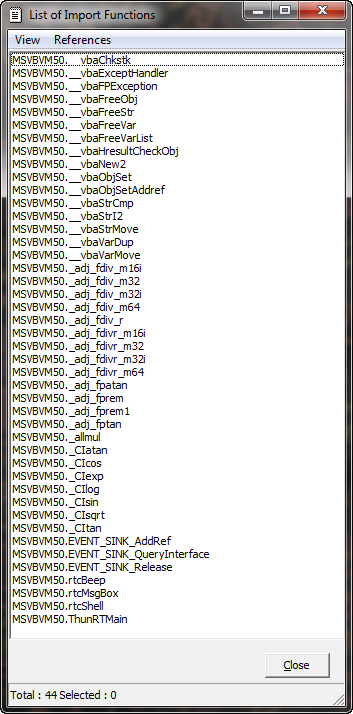 List of Import Functions
View References
MSVBVM50.__vbaChkstk
MSVBVM50.__vbaExceptHandler
MSVBVM50.__vbaFPException
MSVBVM50.__vbaFreeObj
MSVBVM50.__vbaFreeStr
MSVBVM50.__vbaFreeVar
MSVBVM50.__vbaFreeVarList
MSVBVM50.__vbaHresultCheckObj
MSVBVM50.__vbaNew2
MSVBVM50.__vbaObjSet
MSVBVM50.__vbaObjSetAddref
MSVBVM50.__vbaStrCmp
MSVBVM50.__vbaStrI2
MSVBVM50.__vbaStrMove
MSVBVM50.__vbaVarDup
MSVBVM50.__vbaVarMove
MSVBVM50._adj_fdiv_m16i
MSVBVM50._adj_fdiv_m32
MSVBVM50._adj_fdiv_m32i
MSVBVM50._adj_fdiv_m64
MSVBVM50._adj_fdiv_r
MSVBVM50._adj_fdivr_m16i
MSVBVM50._adj_fdivr_m32
MSVBVM50._adj_fdivr_m32i
MSVBVM50._adj_fdivr_m64
MSVBVM50._adj_fpatan
MSVBVM50._adj_fprem
MSVBVM50._adj_fprem1
MSVBVM50._adj_fptan
MSVBVM50._allmul
MSVBVM50._CIatan
MSVBVM50._CIcos
MSVBVM50._CIexp
MSVBVM50._CIlog
MSVBVM50._CIsin
MSVBVM50._CIsqrt
MSVBVM50._CItan
MSVBVM50.EVENT_SINK_AddRef
MSVBVM50.EVENT_SINK_QueryInterface
MSVBVM50.EVENT_SINK_Release
MSVBVM50.rtcBeep
MSVBVM50.rtcMsgBox
MSVBVM50.rtcShell
MSVBVM50.ThunRTMain
Close
Total : 44 Selected : 0